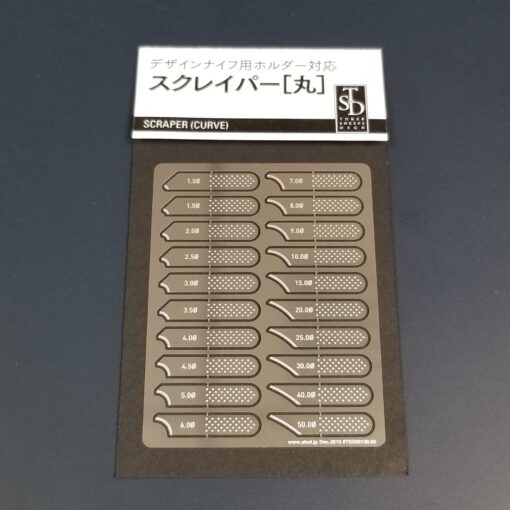 デザインナイフ用ホルダー対応
スクレイパー[丸]
TSD
SCRAPER (CURVE)
1.0Ø
1.5Ø
2.0Ø
2.5Ø
3.0Ø
3.5Ø
4.0Ø
4.5Ø
5.0Ø
6.0Ø
7.0Ø
8.0Ø
9.0Ø
10.0Ø
15.0Ø
20.0Ø
25.0Ø
30.0Ø
40.0Ø
50.0Ø
Dec.2015